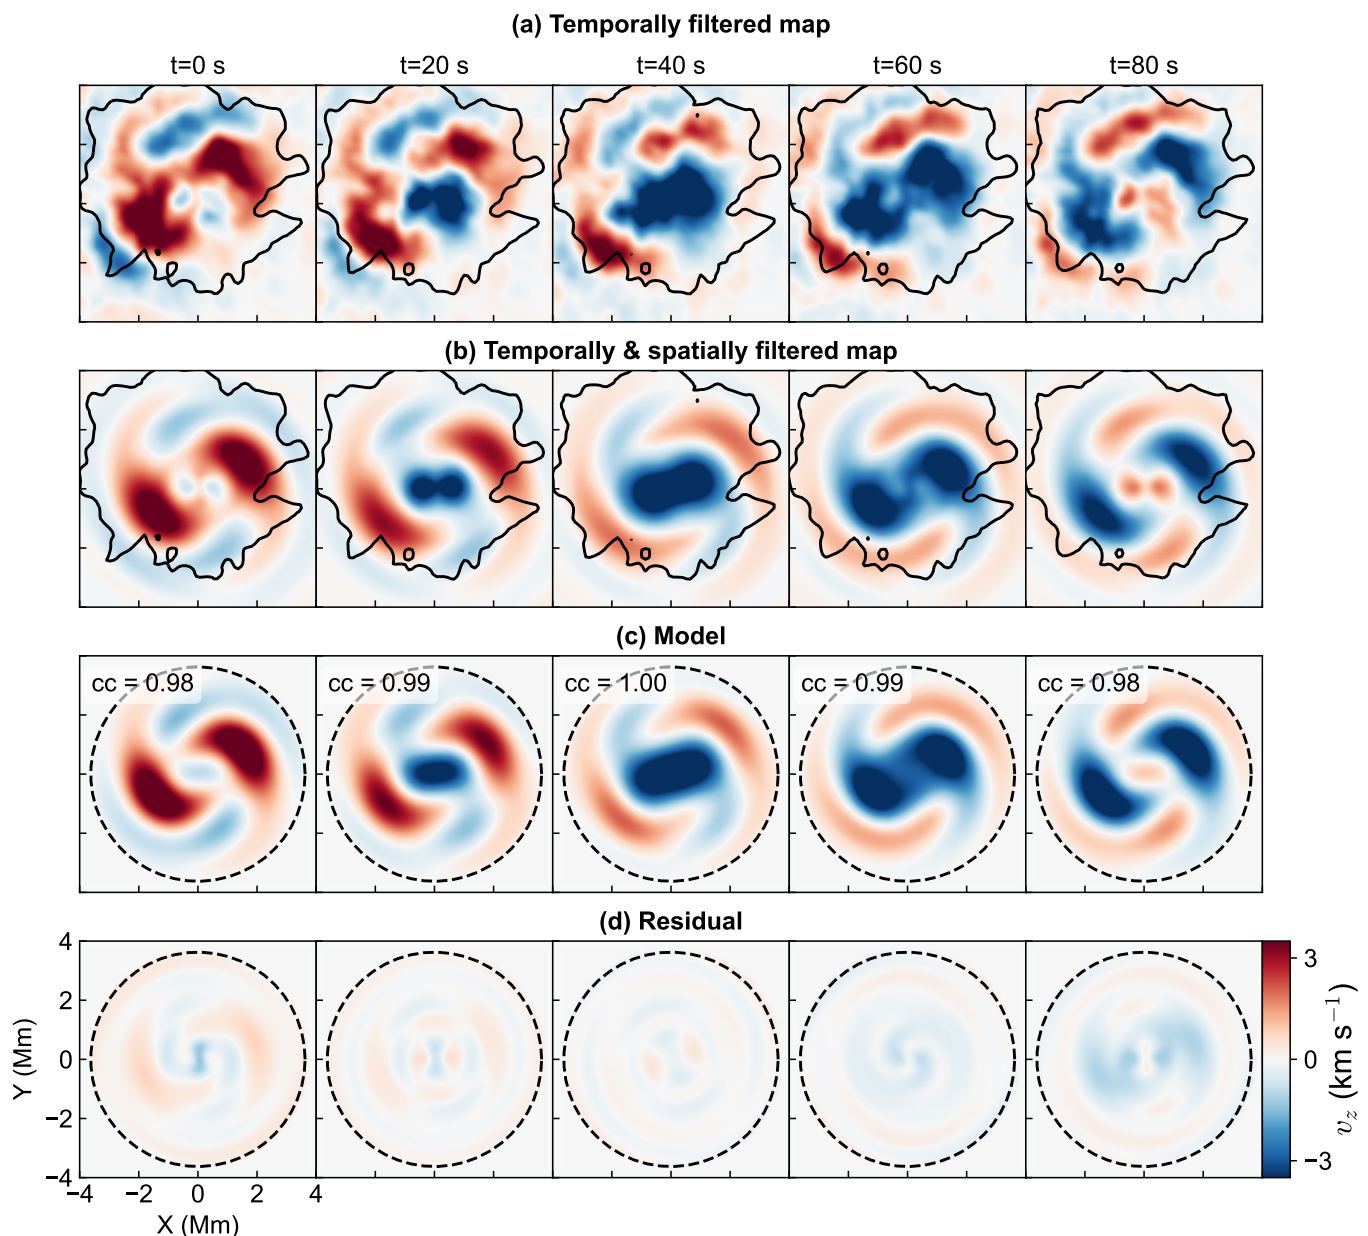 (a) Temporally filtered map
t=0 s t=20 s t=40 s t=60 s t=80 s
(b) Temporally & spatially filtered map
(c) Model
cc = 0.98 cc = 0.99 cc = 1.00 cc = 0.99 cc = 0.98
(d) Residual
4
2
0
−2
−4
Y (Mm)
−4 −2 0 2 4
X (Mm)
3
0
−3
v_z (km s⁻¹)